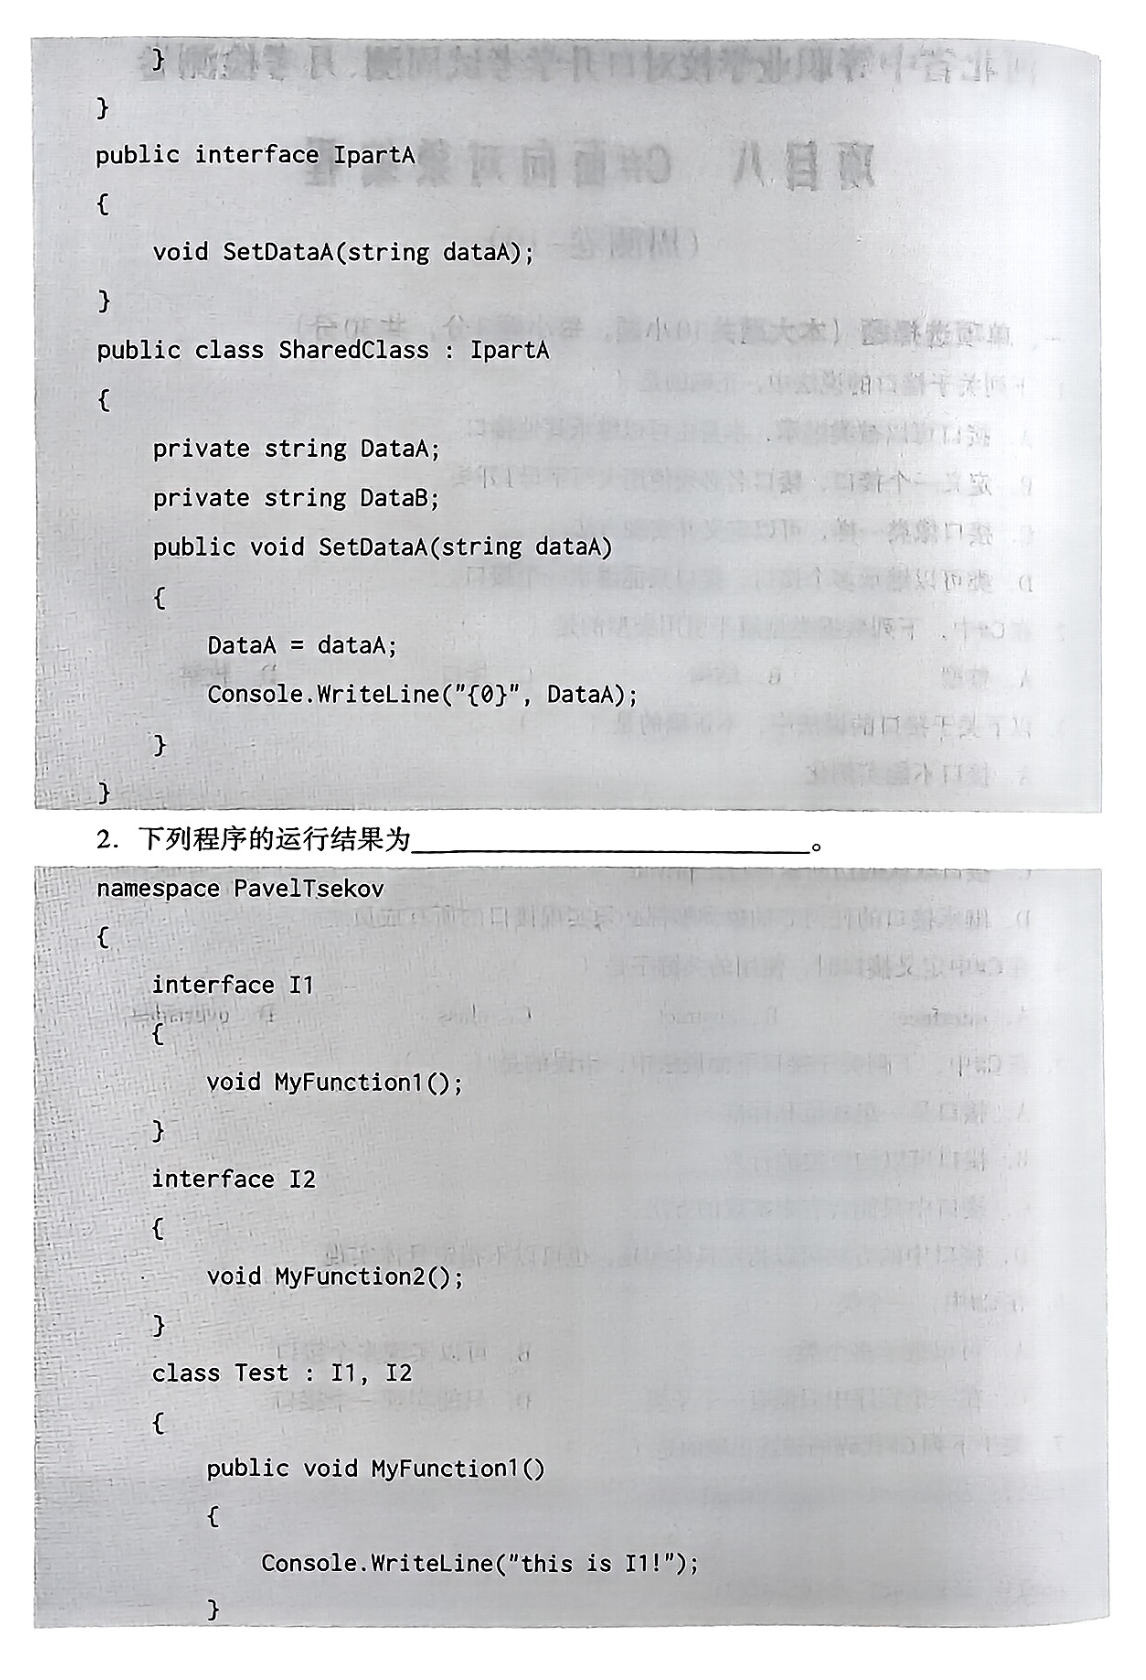 }
}
public interface IpartA
{
void SetDataA(string dataA);
}
public class SharedClass : IpartA
{
private string DataA;
private string DataB;
public void SetDataA(string dataA)
{
DataA = dataA;
Console.WriteLine("{0}", DataA);
}
}
2. 下列程序的运行结果为____________________。
namespace PavelTsekov
{
interface I1
{
void MyFunction1();
}
interface I2
{
void MyFunction2();
}
class Test : I1, I2
{
public void MyFunction1()
{
Console.WriteLine("this is I1!");
}